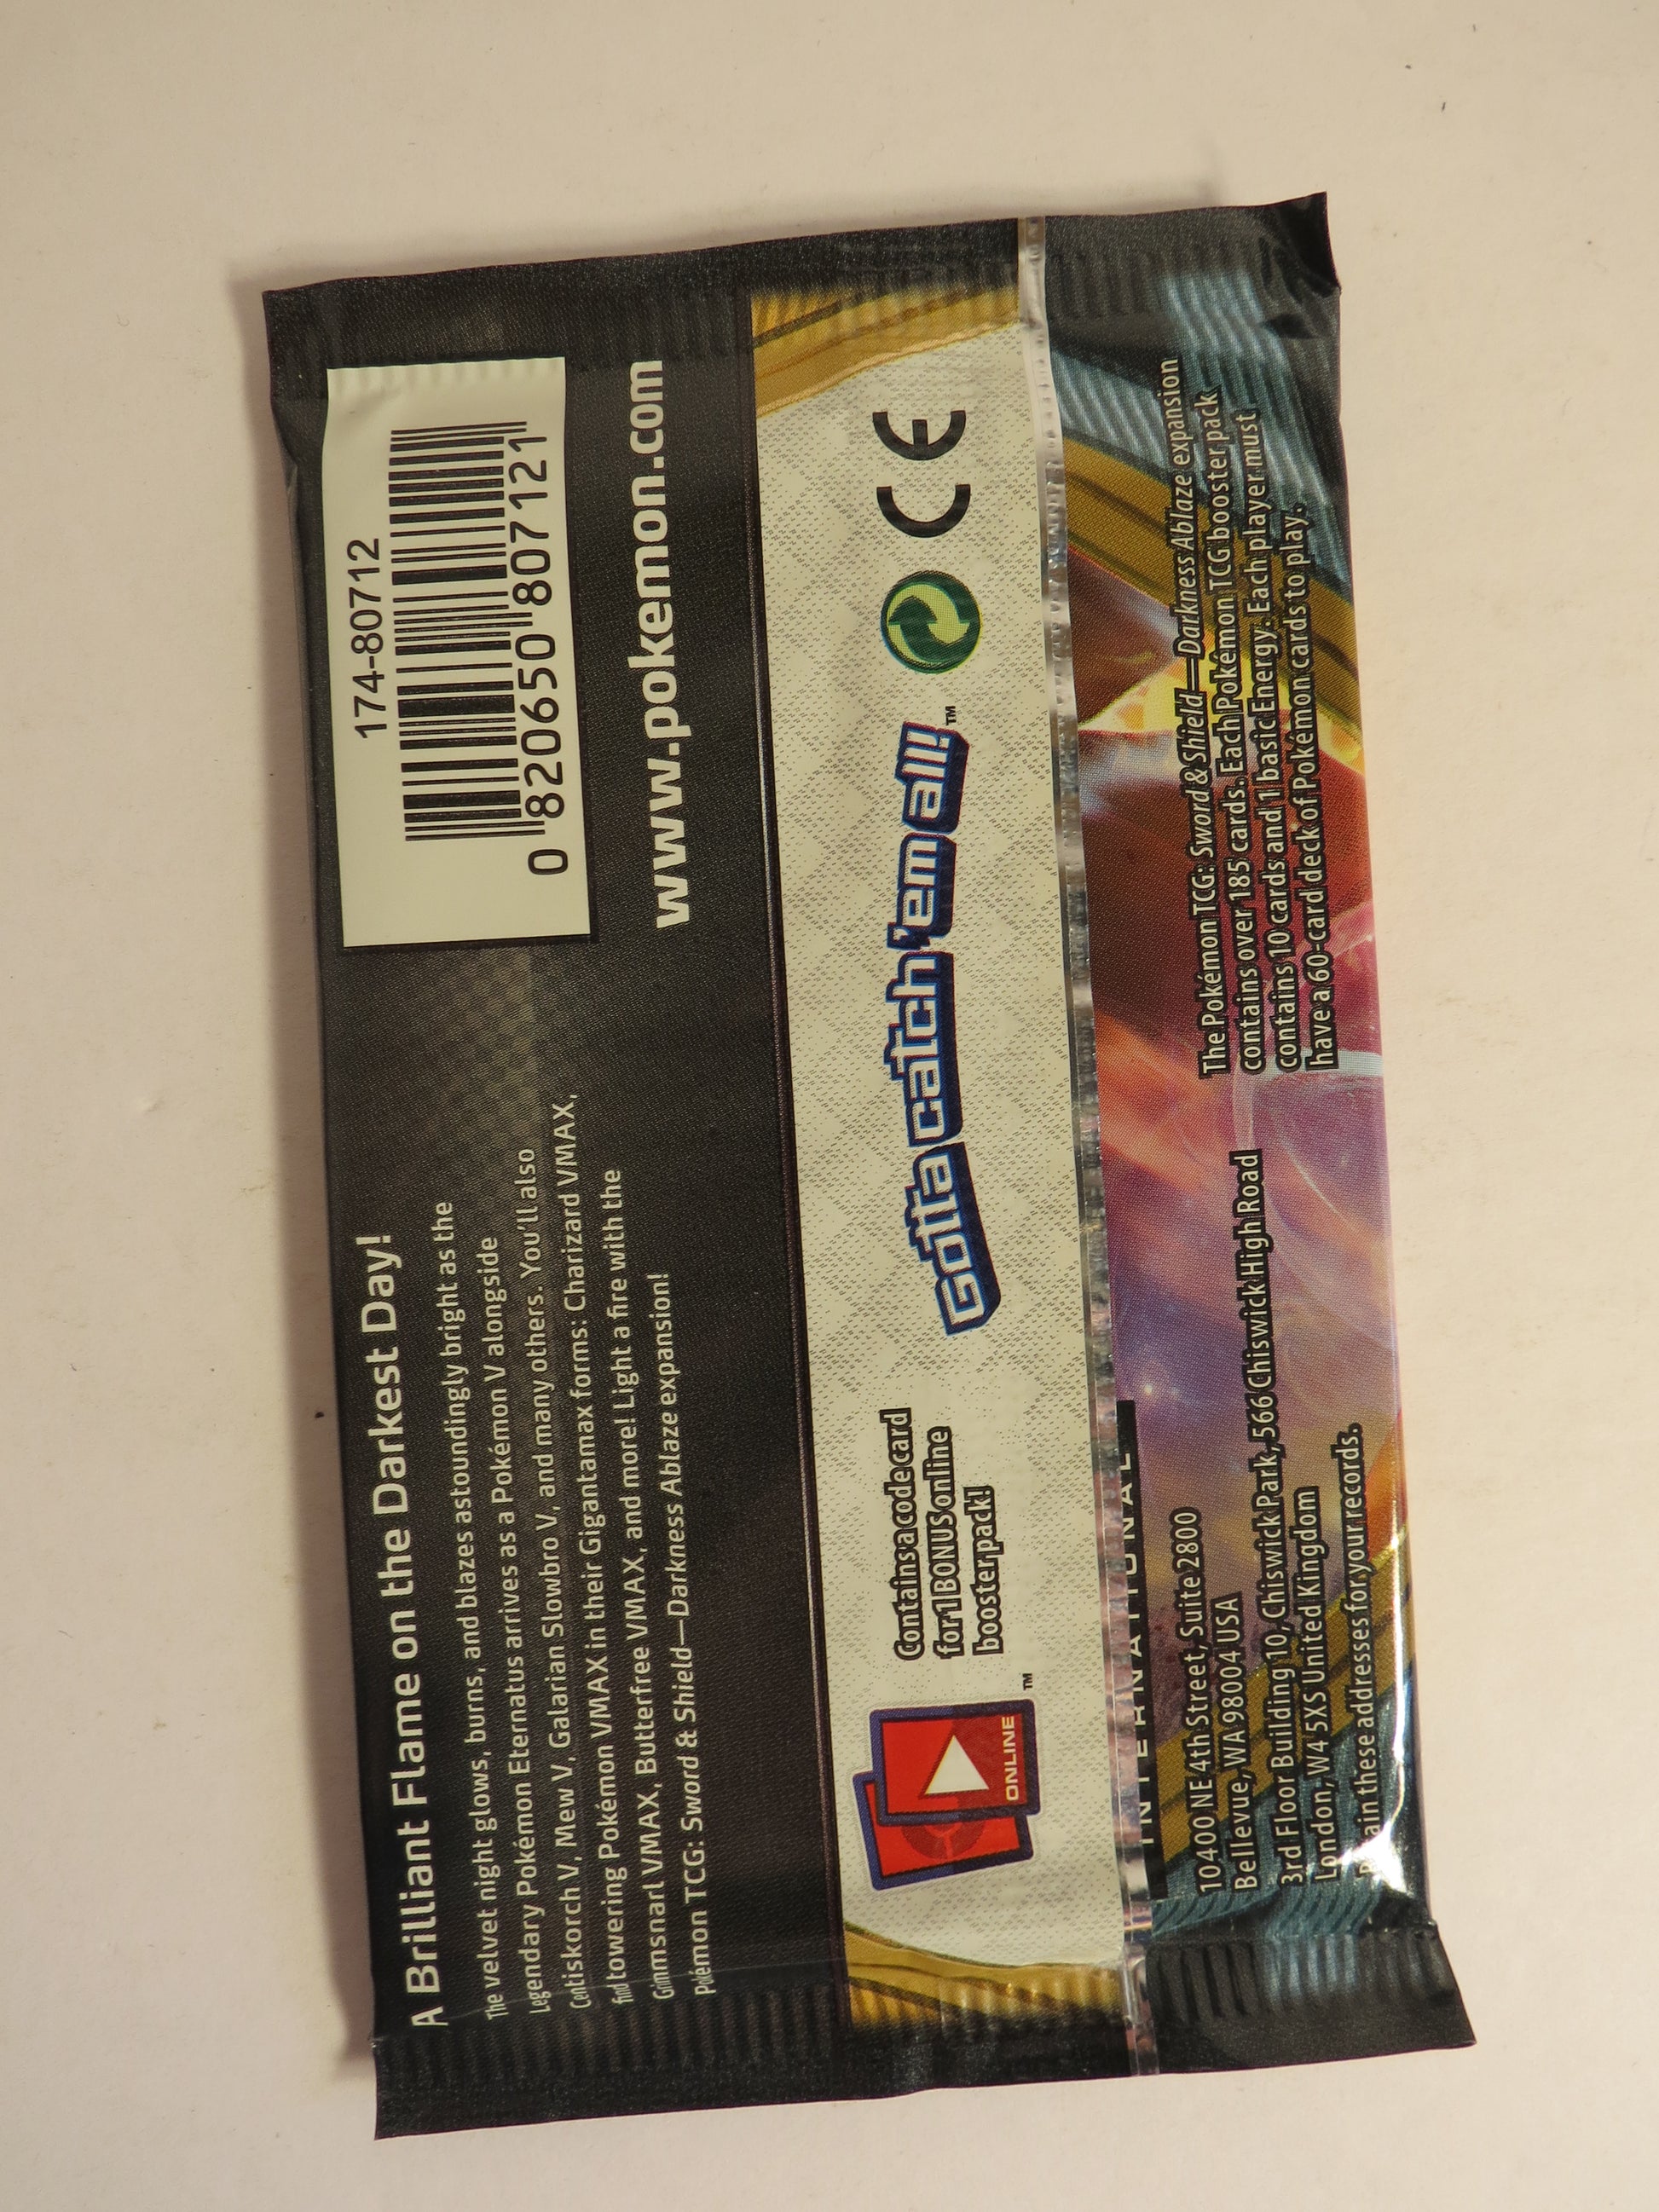 A Brilliant Flame on the Darkest Day!
The velvet night glows, burns, and blazes astoundingly bright as the
Legendary Pokémon Eternatus arrives as a Pokémon V alongside
Centiskorch V, Mew V, Galarian Slowbro V, and many others. You'll also
find towering Pokémon VMAX in their Gigantamax forms: Charizard VMAX,
Grimmsnarl VMAX, Butterfree VMAX, and more! Light a fire with the
Pokémon TCG: Sword & Shield—Darkness Ablaze expansion!
174-80712
0 820650 807121
www.pokemon.com
ONLINE
TM
Contains a code card
for 1 BONUS online
booster pack!
Gotta catch 'em all!™
CE
INTERNATIONAL
10400 NE 4th Street, Suite 2800
Bellevue, WA 98004 USA
3rd Floor Building 10, Chiswick Park, 566 Chiswick High Road
London, W4 5XS United Kingdom
Retain these addresses for your records.
The Pokémon TCG: Sword & Shield—Darkness Ablaze expansion
contains over 185 cards. Each Pokémon TCG booster pack
contains 10 cards and 1 basic Energy. Each player must
have a 60-card deck of Pokémon cards to play.